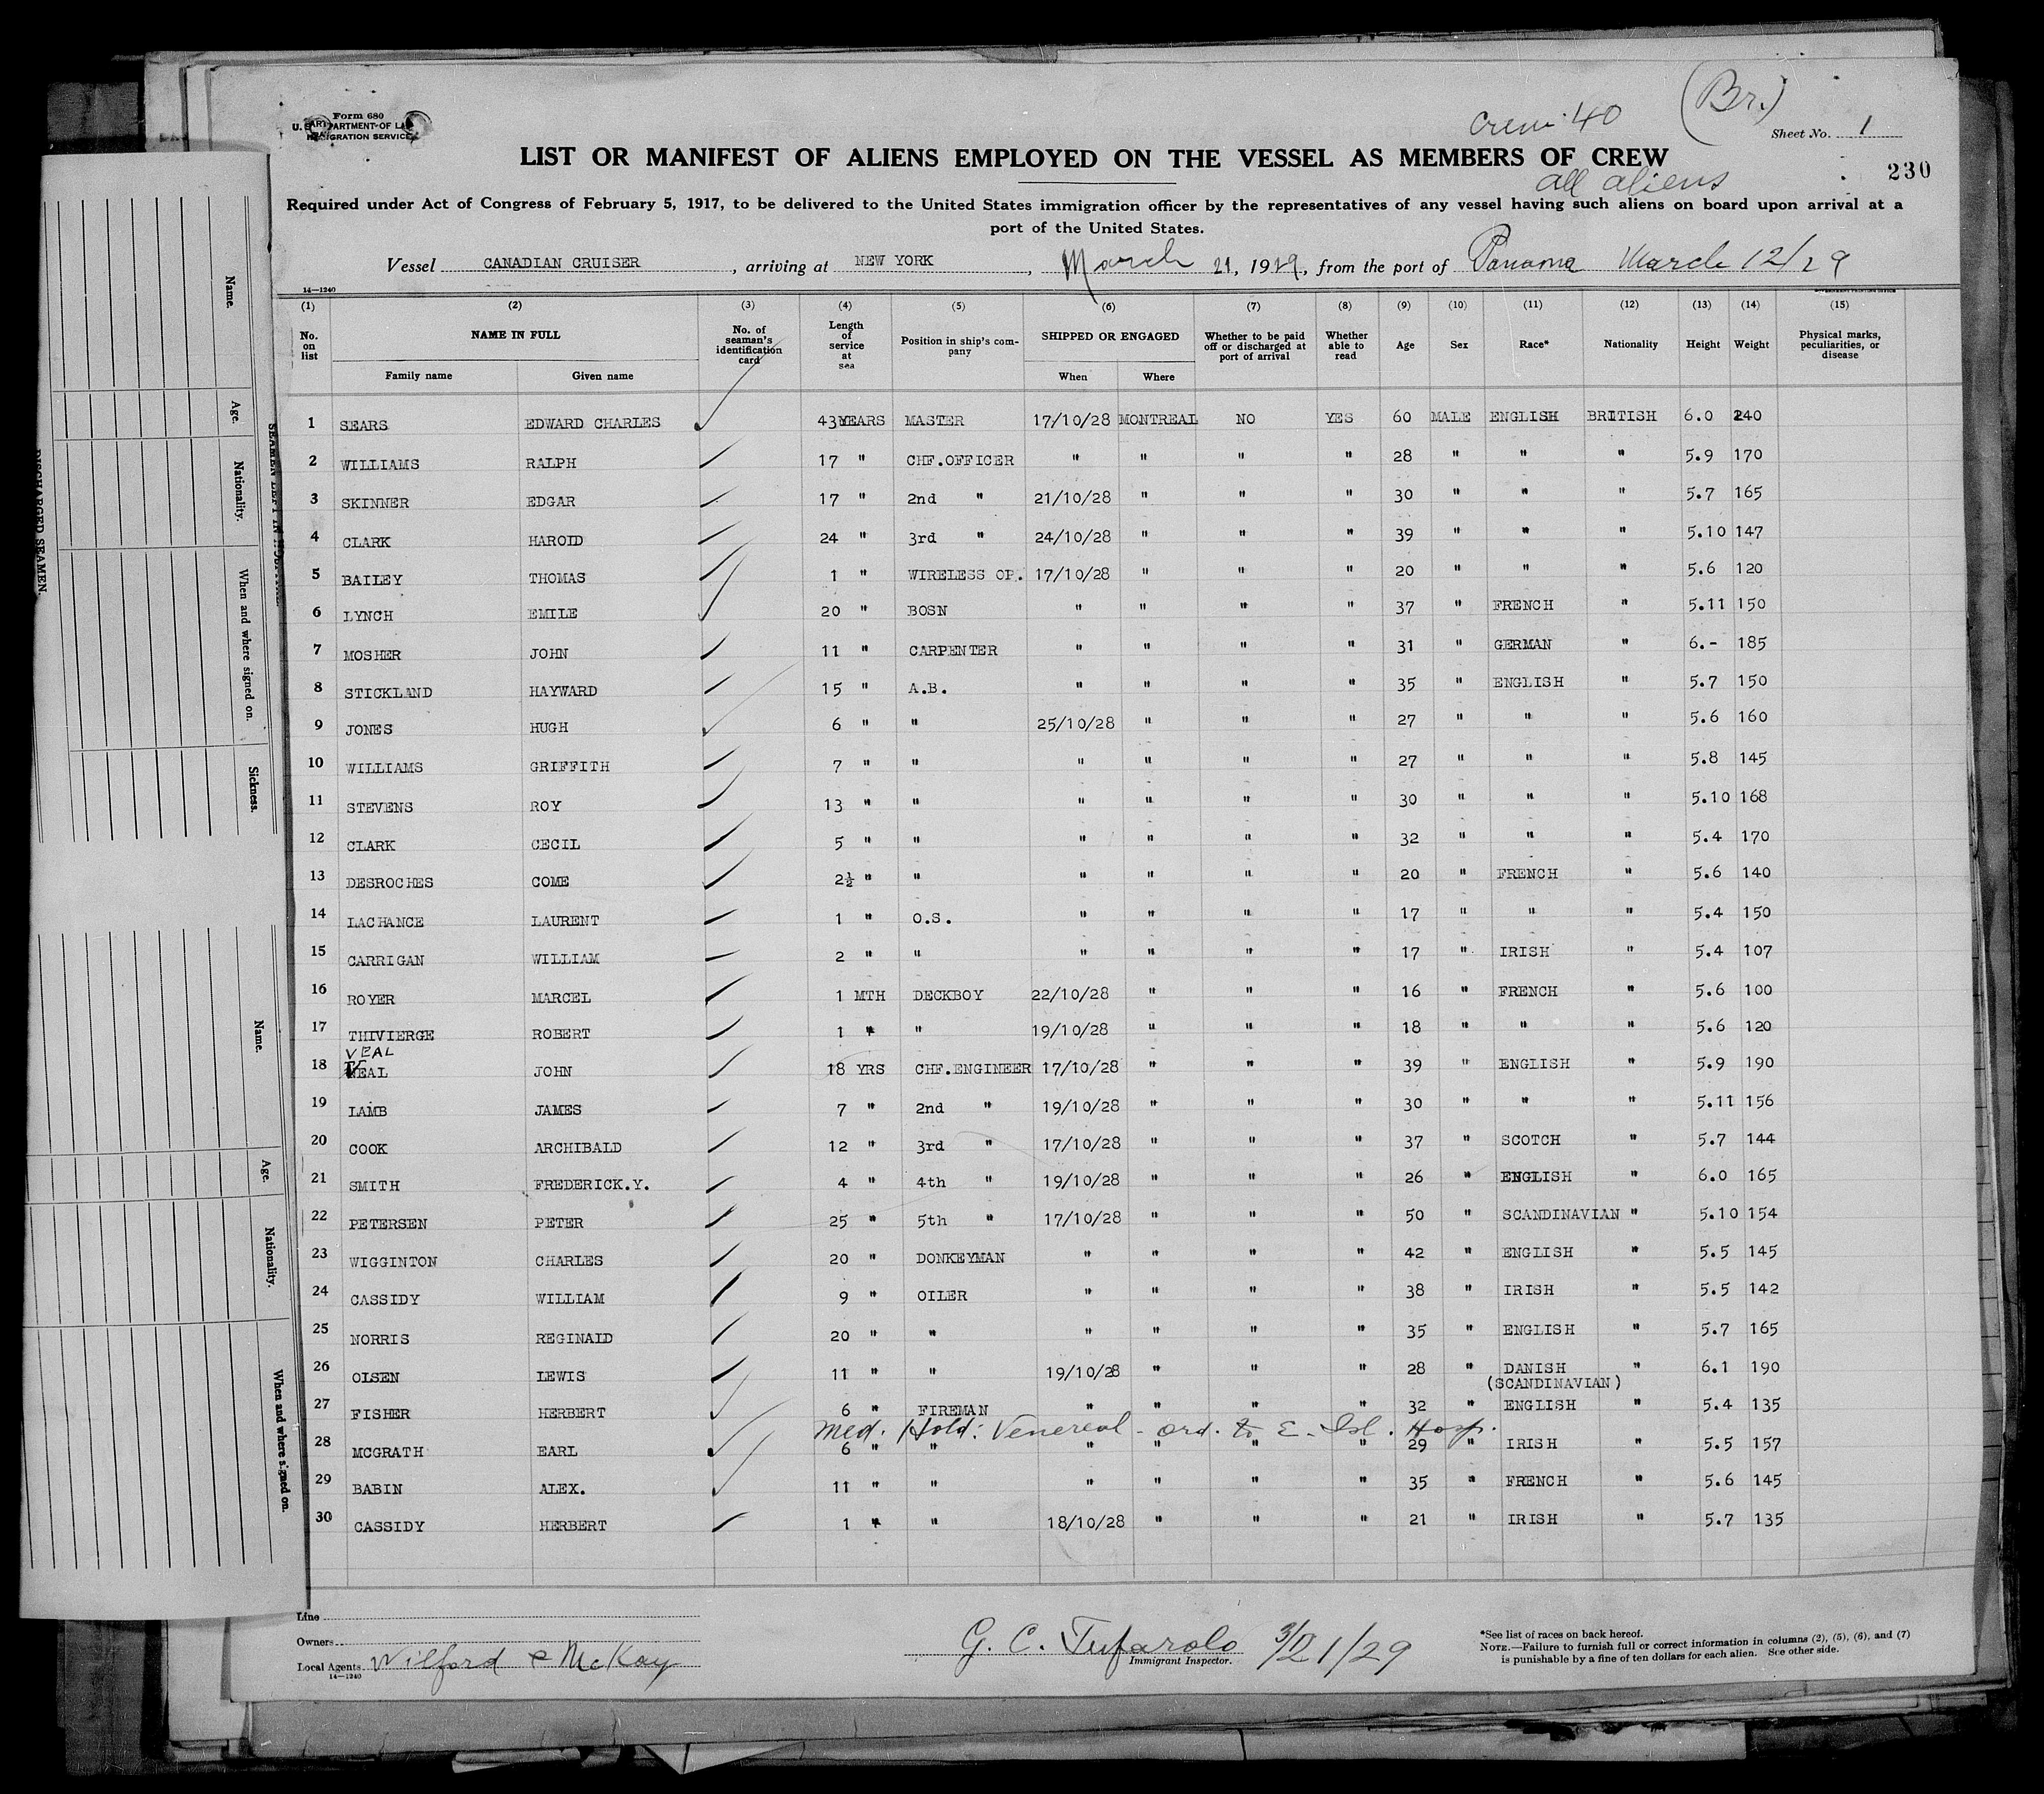 Form 680
U. S. DEPARTMENT OF LABOR
IMMIGRATION SERVICE
crew 40
(Br.)
Sheet No. 1
LIST OR MANIFEST OF ALIENS EMPLOYED ON THE VESSEL AS MEMBERS OF CREW
230
all aliens
Required under Act of Congress of February 5, 1917, to be delivered to the United States immigration officer by the representatives of any vessel having such aliens on board upon arrival at a
port of the United States.
Vessel CANADIAN CRUISER, arriving at NEW YORK, March 21, 1929, from the port of Panama March 12/29
14—1240
(1) (2) (3) (4) (5) (6) (7) (8) (9) (10) (11) (12) (13) (14) (15)
No. on list NAME IN FULL Family name Given name No. of seaman's identification card Length of service at sea Position in ship's company SHIPPED OR ENGAGED When Where Whether to be paid off or discharged at port of arrival Whether able to read Age Sex Race* Nationality Height Weight Physical marks, peculiarities, or disease
1 SEARS EDWARD CHARLES 43 YEARS MASTER 17/10/28 MONTREAL NO YES 60 MALE ENGLISH BRITISH 6.0 240
2 WILLIAMS RALPH 17 " CHF.OFFICER " " " " 28 " " " 5.9 170
3 SKINNER EDGAR 17 " 2nd " 21/10/28 " " " 30 " " " 5.7 165
4 CLARK HAROLD 24 " 3rd " 24/10/28 " " " 39 " " " 5.10 147
5 BAILEY THOMAS 1 " WIRELESS OP. 17/10/28 " " " 20 " " " 5.6 120
6 LYNCH EMILE 20 " BOSN " " " " 37 " FRENCH " 5.11 150
7 MOSHER JOHN 11 " CARPENTER " " " " 31 " GERMAN " 6.- 185
8 STICKLAND HAYWARD 15 " A.B. " " " " 35 " ENGLISH " 5.7 150
9 JONES HUGH 6 " " 25/10/28 " " " 27 " " " 5.6 160
10 WILLIAMS GRIFFITH 7 " " " " " " 27 " " " 5.8 145
11 STEVENS ROY 13 " " " " " " 30 " " " 5.10 168
12 CLARK CECIL 5 " " " " " " 32 " " " 5.4 170
13 DESROCHES COME 2½ " " " " " " 20 " FRENCH " 5.6 140
14 LACHANCE LAURENT 1 " O.S. " " " " 17 " " " 5.4 150
15 CARRIGAN WILLIAM 2 " " " " " " 17 " IRISH " 5.4 107
16 ROYER MARCEL 1 MTH DECKBOY 22/10/28 " " " 16 " FRENCH " 5.6 100
17 THIVIERGE ROBERT 1 " " 19/10/28 " " " 18 " " " 5.6 120
VEAL
18 VEAL JOHN 18 YRS CHF.ENGINEER 17/10/28 " " " 39 " ENGLISH " 5.9 190
19 LAMB JAMES 7 " 2nd " 19/10/28 " " " 30 " " " 5.11 156
20 COOK ARCHIBALD 12 " 3rd " 17/10/28 " " " 37 " SCOTCH " 5.7 144
21 SMITH FREDERICK.Y. 4 " 4th " 19/10/28 " " " 26 " ENGLISH " 6.0 165
22 PETERSEN PETER 25 " 5th " 17/10/28 " " " 50 " SCANDINAVIAN " 5.10 154
23 WIGGINTON CHARLES 20 " DONKEYMAN " " " " 42 " ENGLISH " 5.5 145
24 CASSIDY WILLIAM 9 " OILER " " " " 38 " IRISH " 5.5 142
25 NORRIS REGINALD 20 " " " " " " 35 " ENGLISH " 5.7 165
26 OLSEN LEWIS 11 " " 19/10/28 " " " 28 " DANISH " 6.1 190
(SCANDINAVIAN)
27 FISHER HERBERT 6 " FIREMAN " " " " 32 " ENGLISH " 5.4 135
Med. Hold: Venereal - ord. to E. Isl. Hosp.
28 MCGRATH EARL 6 " " " " " " 29 " IRISH " 5.5 157
29 BABIN ALEX. 11 " " " " " " 35 " FRENCH " 5.6 145
30 CASSIDY HERBERT 1 " " 18/10/28 " " " 21 " IRISH " 5.7 135
Line
Owners
Local Agents Wilford & McKay
14—1240
G. C. Tufarolo 3/21/29
Immigrant Inspector.
*See list of races on back hereof.
NOTE.—Failure to furnish full or correct information in columns (2), (5), (6), and (7)
is punishable by a fine of ten dollars for each alien. See other side.
Name.
Age.
Nationality.
When and where signed on.
Sickness.
DISCHARGED SEAMEN.
Name.
Age.
Nationality.
When and where signed on.